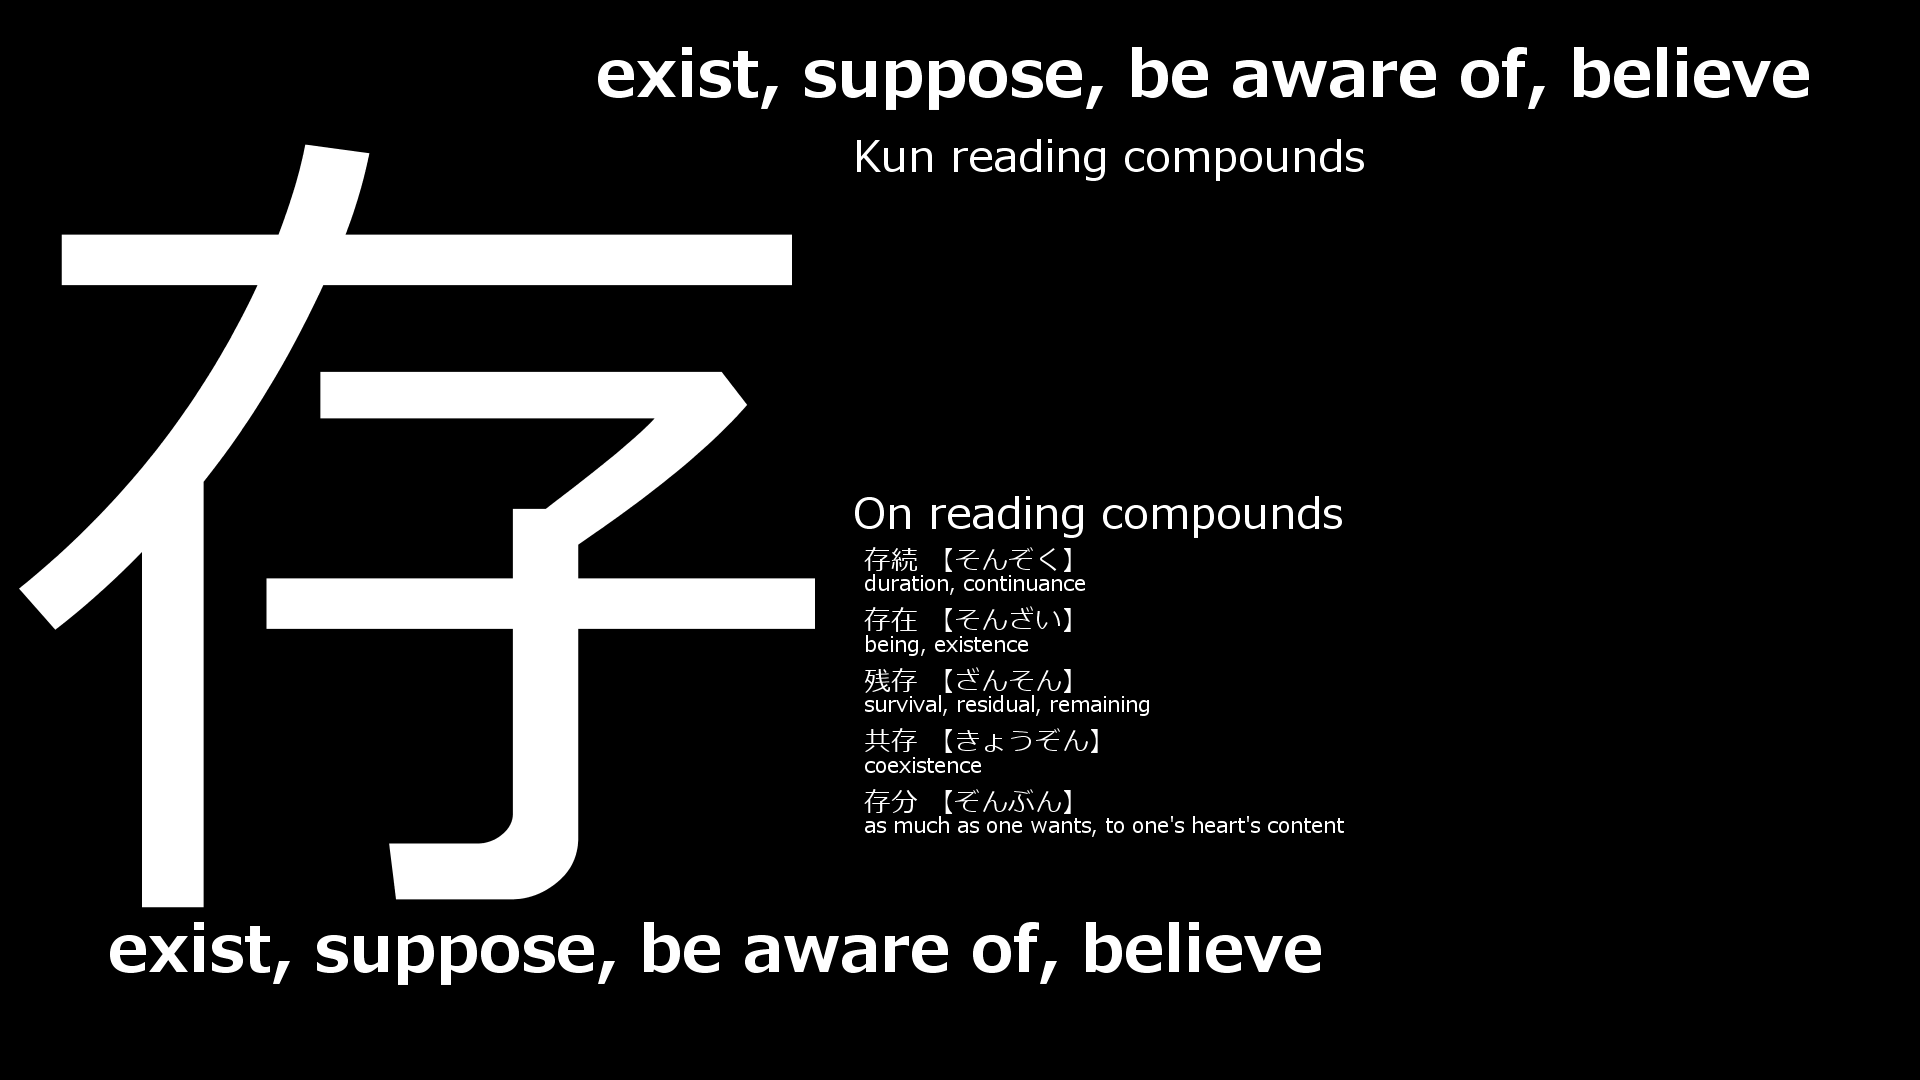 exist, suppose, be aware of, believe
存
Kun reading compounds
On reading compounds
存続 【そんぞく】
duration, continuance
存在 【そんざい】
being, existence
残存 【ざんそん】
survival, residual, remaining
共存 【きょうぞん】
coexistence
存分 【ぞんぶん】
as much as one wants, to one's heart's content
exist, suppose, be aware of, believe